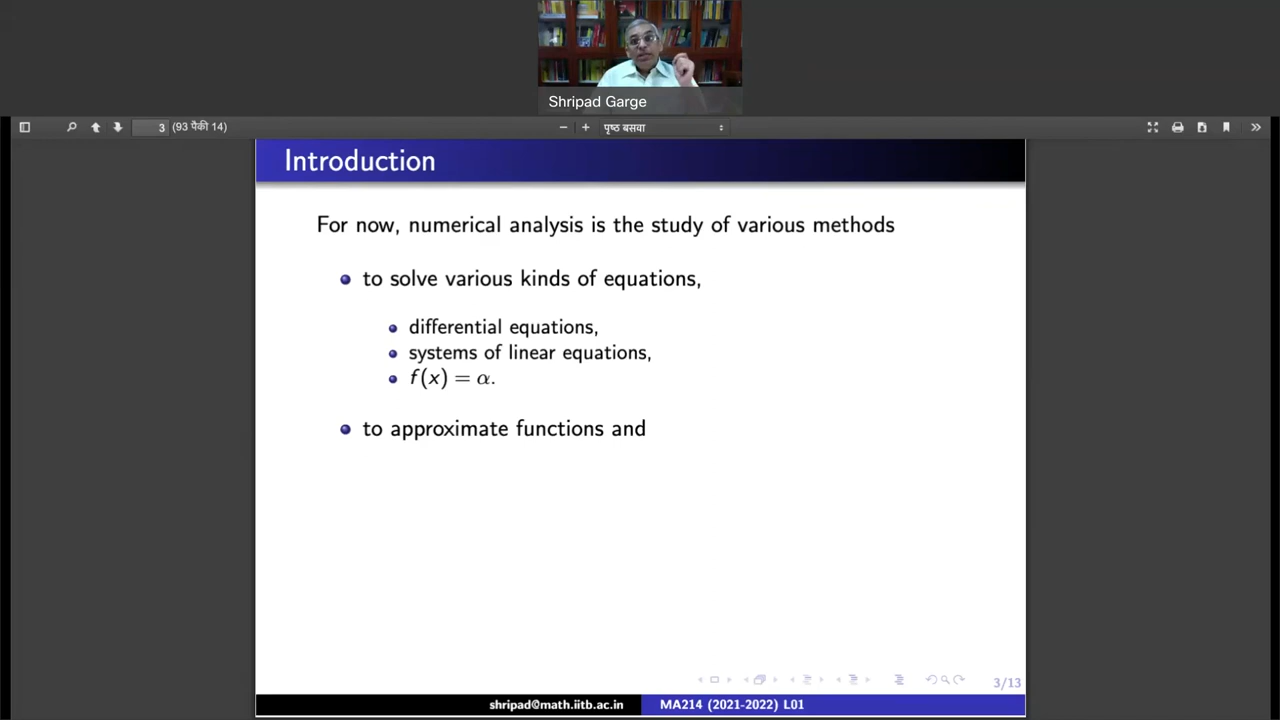 Shripad Garge
3 (93 पैकी 14)
पृष्ठ बसवा
Introduction
For now, numerical analysis is the study of various methods
to solve various kinds of equations,
differential equations,
systems of linear equations,
f(x) = α.
to approximate functions and
3/13
shripad@math.iitb.ac.in MA214 (2021-2022) L01